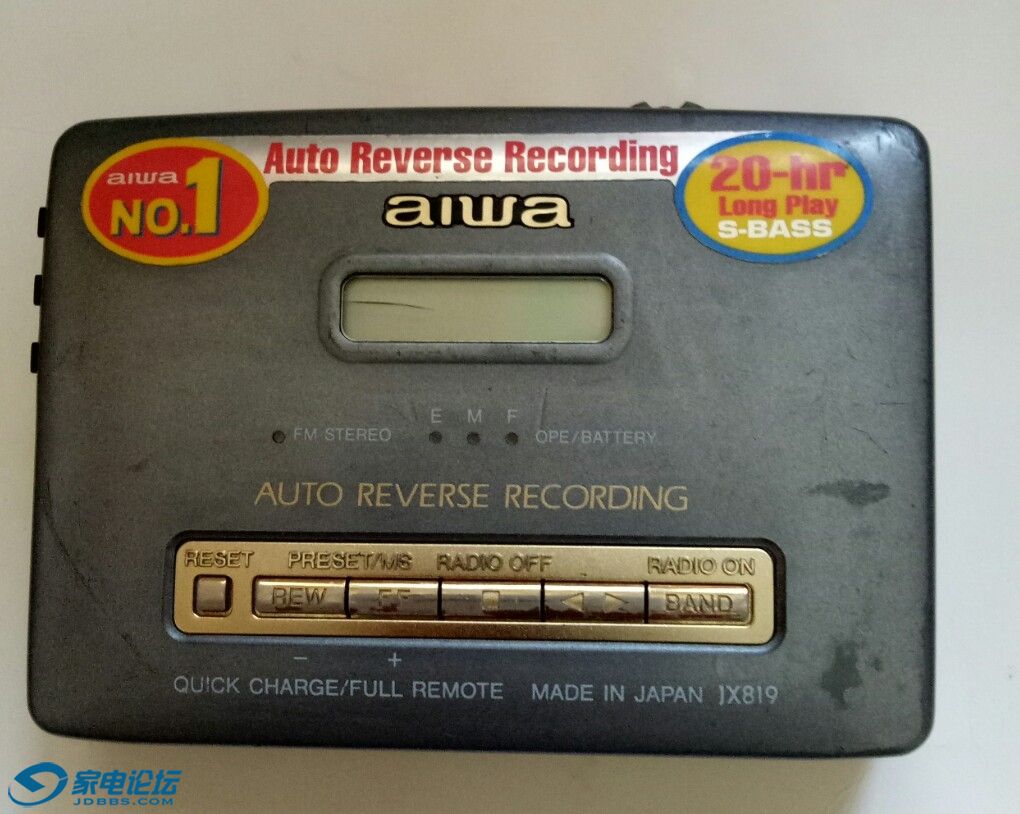 aiwa
NO.1
Auto Reverse Recording
20-hr
Long Play
S-BASS
aiwa
E M F
FM STEREO
OPE/BATTERY
AUTO REVERSE RECORDING
RESET PRESET/MS RADIO OFF RADIO ON
REW FF BAND
− +
QUICK CHARGE/FULL REMOTE MADE IN JAPAN JX819
家电论坛
JDBBS.COM